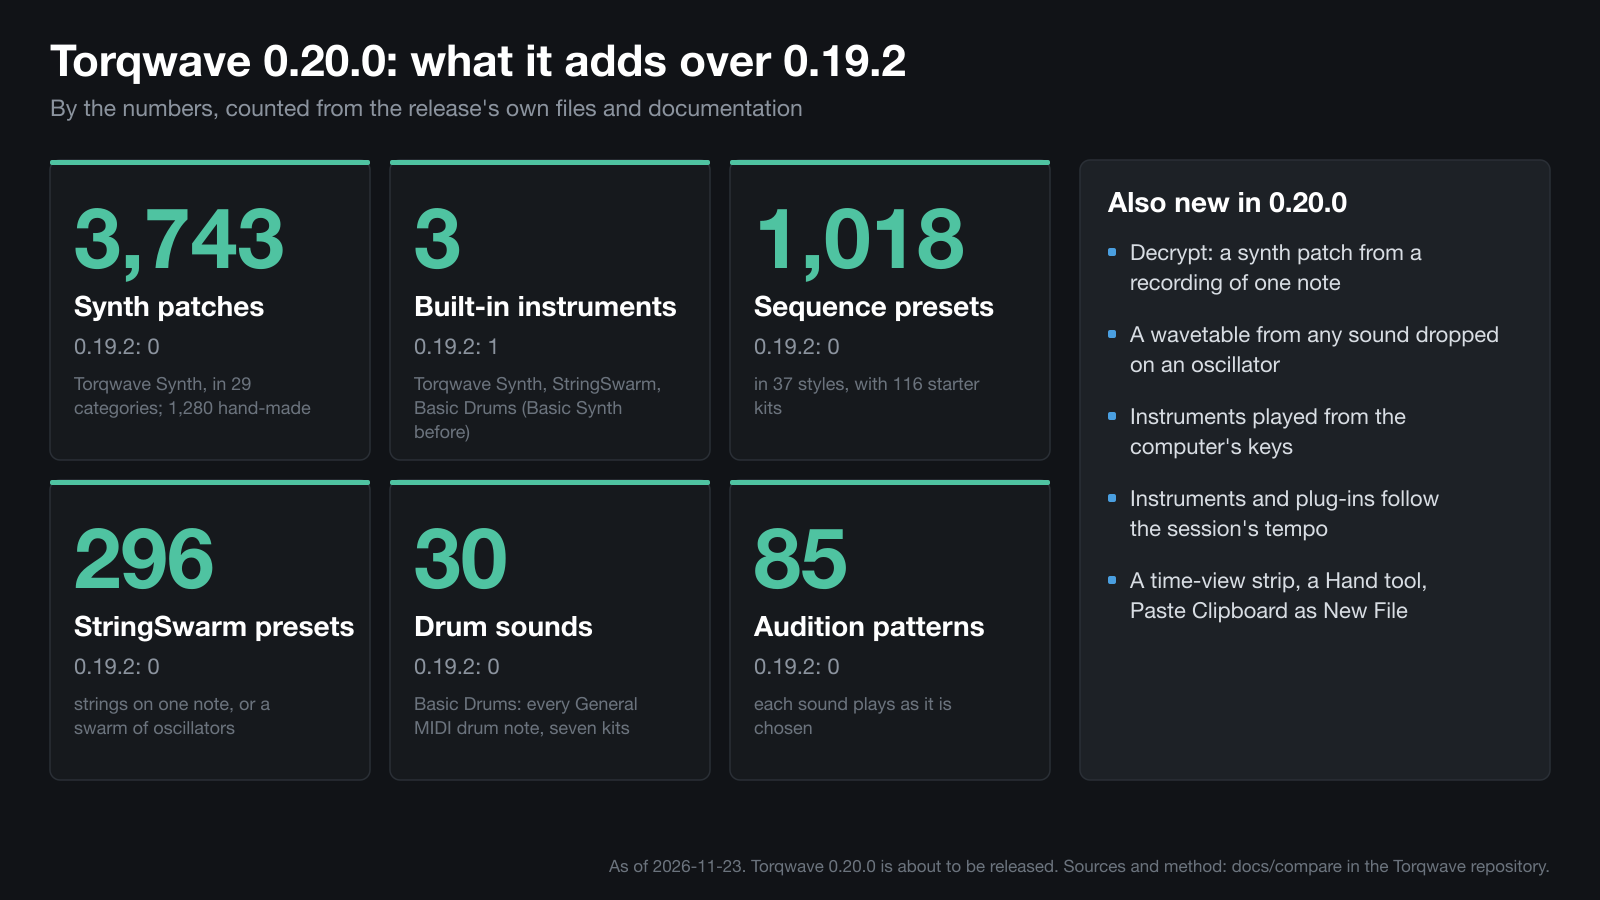 Torqwave 0.20.0: what it adds over 0.19.2
By the numbers, counted from the release's own files and documentation
3,743
Synth patches
0.19.2: 0
Torqwave Synth, in 29
categories; 1,280 hand-made
3
Built-in instruments
0.19.2: 1
Torqwave Synth, StringSwarm,
Basic Drums (Basic Synth
before)
1,018
Sequence presets
0.19.2: 0
in 37 styles, with 116 starter
kits
296
StringSwarm presets
0.19.2: 0
strings on one note, or a
swarm of oscillators
30
Drum sounds
0.19.2: 0
Basic Drums: every General
MIDI drum note, seven kits
85
Audition patterns
0.19.2: 0
each sound plays as it is
chosen
Also new in 0.20.0
Decrypt: a synth patch from a
recording of one note
A wavetable from any sound dropped
on an oscillator
Instruments played from the
computer's keys
Instruments and plug-ins follow
the session's tempo
A time-view strip, a Hand tool,
Paste Clipboard as New File
As of 2026-11-23. Torqwave 0.20.0 is about to be released. Sources and method: docs/compare in the Torqwave repository.